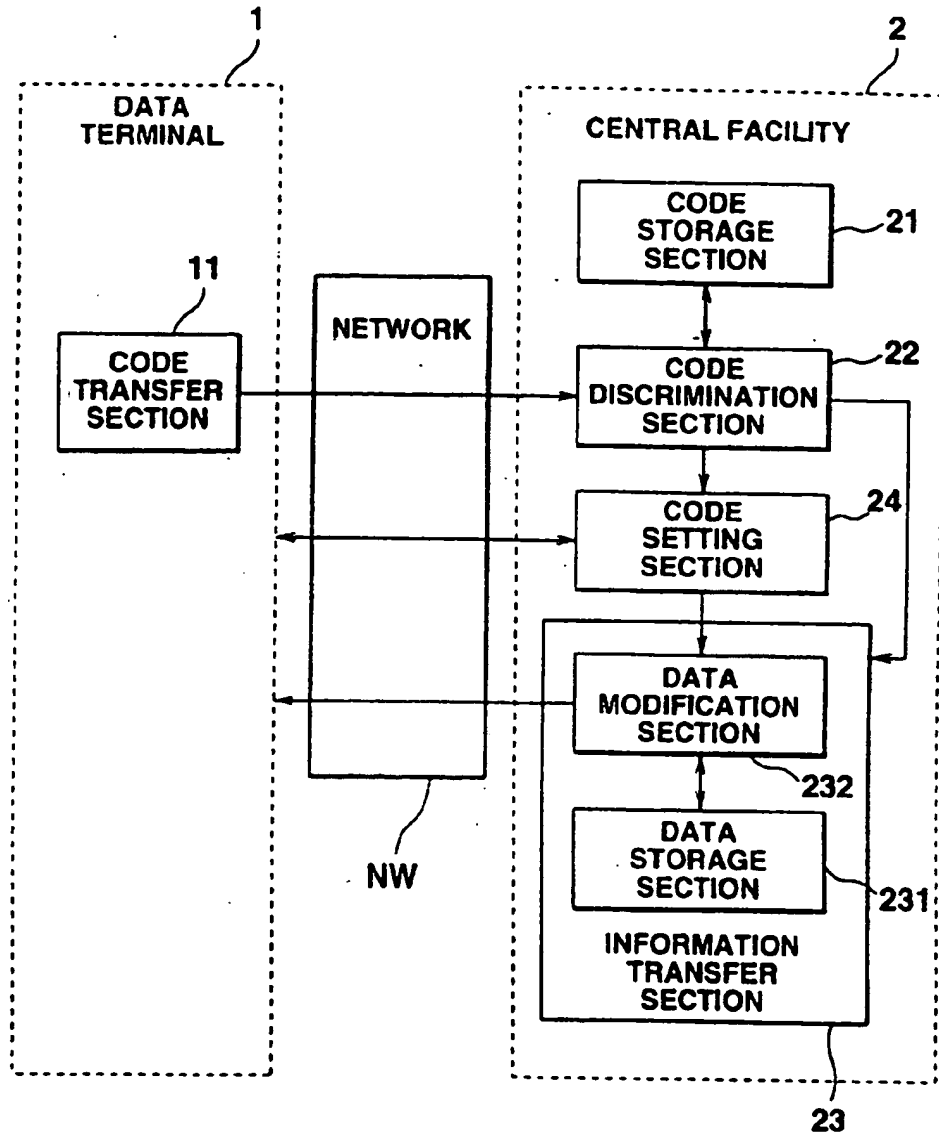 1
2
DATA
TERMINAL
CENTRAL FACILITY
CODE
STORAGE
SECTION
21
11
NETWORK
CODE
TRANSFER
SECTION
22
CODE
DISCRIMINATION
SECTION
24
CODE
SETTING
SECTION
DATA
MODIFICATION
SECTION
232
NW
DATA
STORAGE
SECTION
231
INFORMATION
TRANSFER
SECTION
23